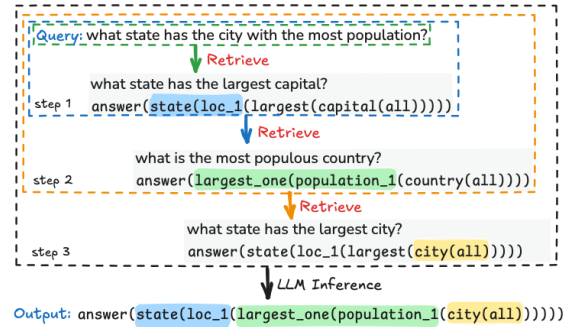 Query: what state has the city with the most population?
Retrieve
what state has the largest capital?
step 1 answer(state(loc_1(largest(capital(all)))))
Retrieve
what is the most populous country?
step 2 answer(largest_one(population_1(country(all))))
Retrieve
what state has the largest city?
step 3 answer(state(loc_1(largest(city(all)))))
LLM Inference
Output: answer(state(loc_1(largest_one(population_1(city(all))))))